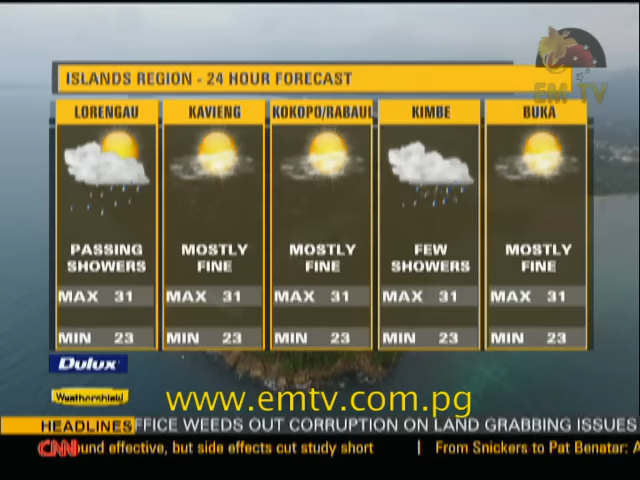 EM TV
ISLANDS REGION - 24 HOUR FORECAST
LORENGAU
PASSING SHOWERS
MAX 31
MIN 23
KAVIENG
MOSTLY FINE
MAX 31
MIN 23
KOKOPO/RABAUL
MOSTLY FINE
MAX 31
MIN 23
KIMBE
FEW SHOWERS
MAX 31
MIN 23
BUKA
MOSTLY FINE
MAX 31
MIN 23
Dulux
Weathershield
www.emtv.com.pg
HEADLINES FFICE WEEDS OUT CORRUPTION ON LAND GRABBING ISSUES
CNN ound effective, but side effects cut study short | From Snickers to Pat Benatar: A